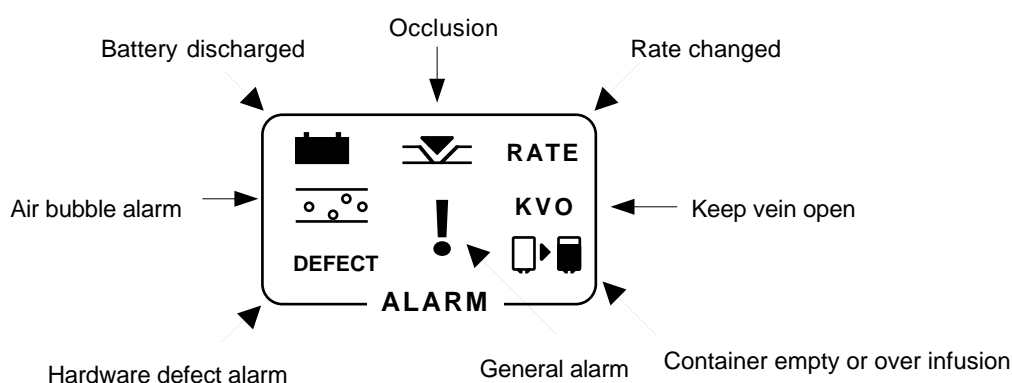 Occlusion
Battery discharged
Rate changed
RATE
Air bubble alarm
KVO
Keep vein open
DEFECT
ALARM
Hardware defect alarm
General alarm
Container empty or over infusion